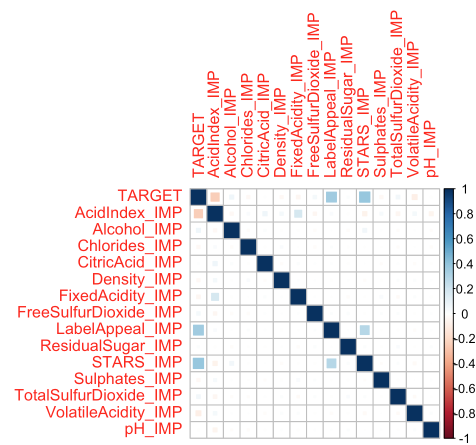 TARGET
AcidIndex_IMP
Alcohol_IMP
Chlorides_IMP
CitricAcid_IMP
Density_IMP
FixedAcidity_IMP
FreeSulfurDioxide_IMP
LabelAppeal_IMP
ResidualSugar_IMP
STARS_IMP
Sulphates_IMP
TotalSulfurDioxide_IMP
VolatileAcidity_IMP
pH_IMP
TARGET
AcidIndex_IMP
Alcohol_IMP
Chlorides_IMP
CitricAcid_IMP
Density_IMP
FixedAcidity_IMP
FreeSulfurDioxide_IMP
LabelAppeal_IMP
ResidualSugar_IMP
STARS_IMP
Sulphates_IMP
TotalSulfurDioxide_IMP
VolatileAcidity_IMP
pH_IMP
1
0.8
0.6
0.4
0.2
0
-0.2
-0.4
-0.6
-0.8
-1